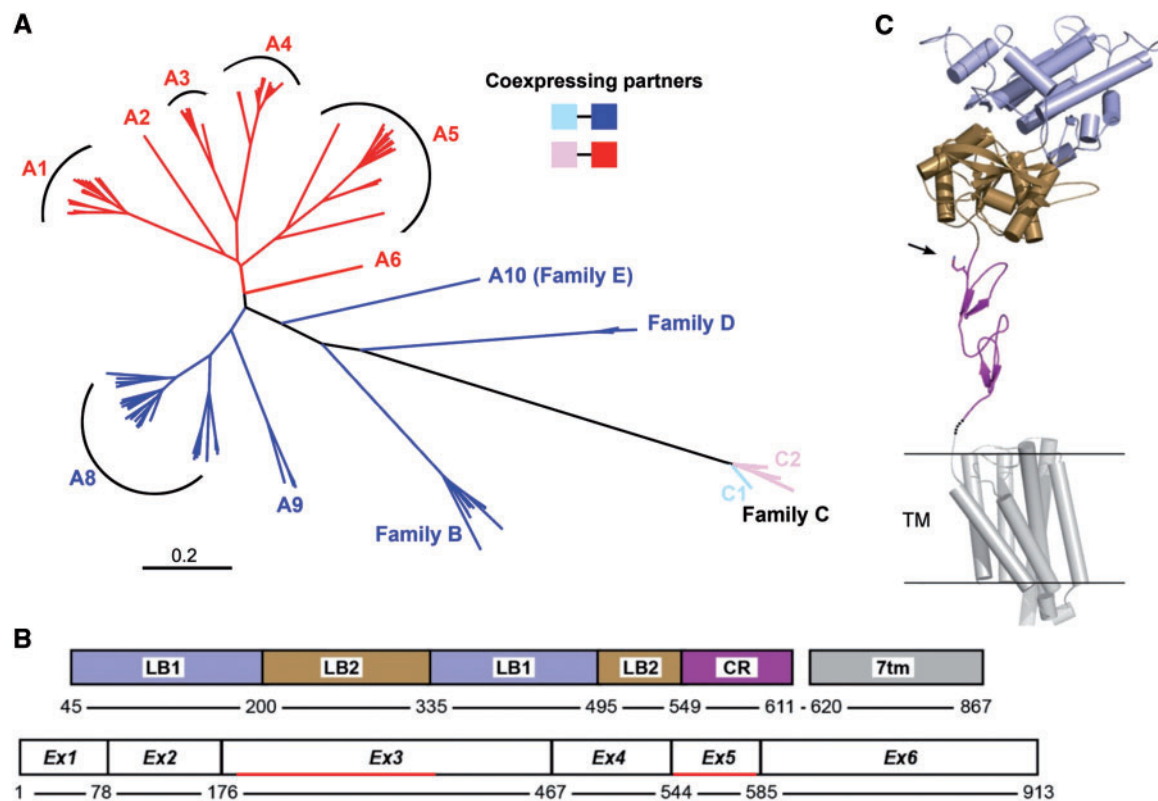 A
A1
A2
A3
A4
A5
A6
Coexpressing partners
A10 (Family E)
Family D
A8
A9
Family B
C1
C2
Family C
0.2
C
TM
B
LB1 LB2 LB1 LB2 CR 7tm
45 200 335 495 549 611 - 620 867
Ex1 Ex2 Ex3 Ex4 Ex5 Ex6
1 78 176 467 544 585 913